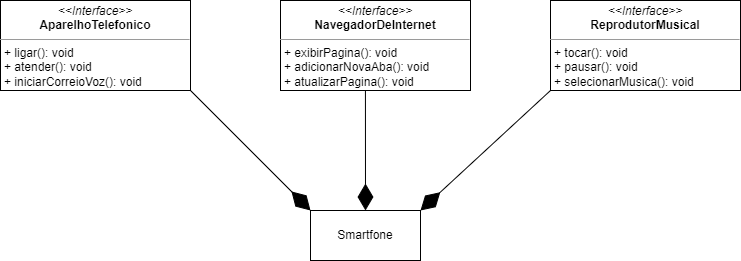 <<Interface>>
AparelhoTelefonico
+ ligar(): void
+ atender(): void
+ iniciarCorreioVoz(): void
<<Interface>>
NavegadorDeInternet
+ exibirPagina(): void
+ adicionarNovaAba(): void
+ atualizarPagina(): void
<<Interface>>
ReprodutorMusical
+ tocar(): void
+ pausar(): void
+ selecionarMusica(): void
Smartfone